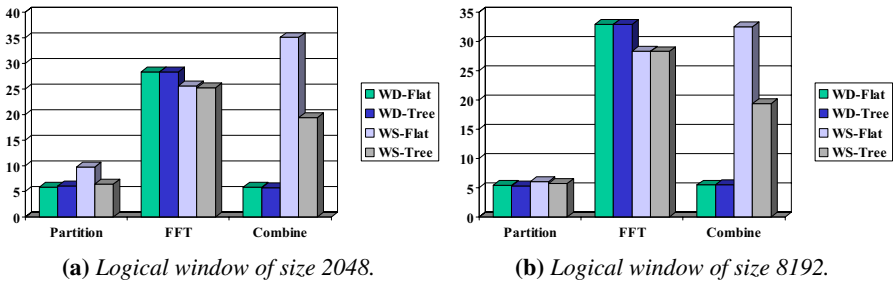 40
35
30
25
20
15
10
5
0
Partition FFT Combine
WD-Flat
WD-Tree
WS-Flat
WS-Tree
(a) Logical window of size 2048.
35
30
25
20
15
10
5
0
Partition FFT Combine
WD-Flat
WD-Tree
WS-Flat
WS-Tree
(b) Logical window of size 8192.